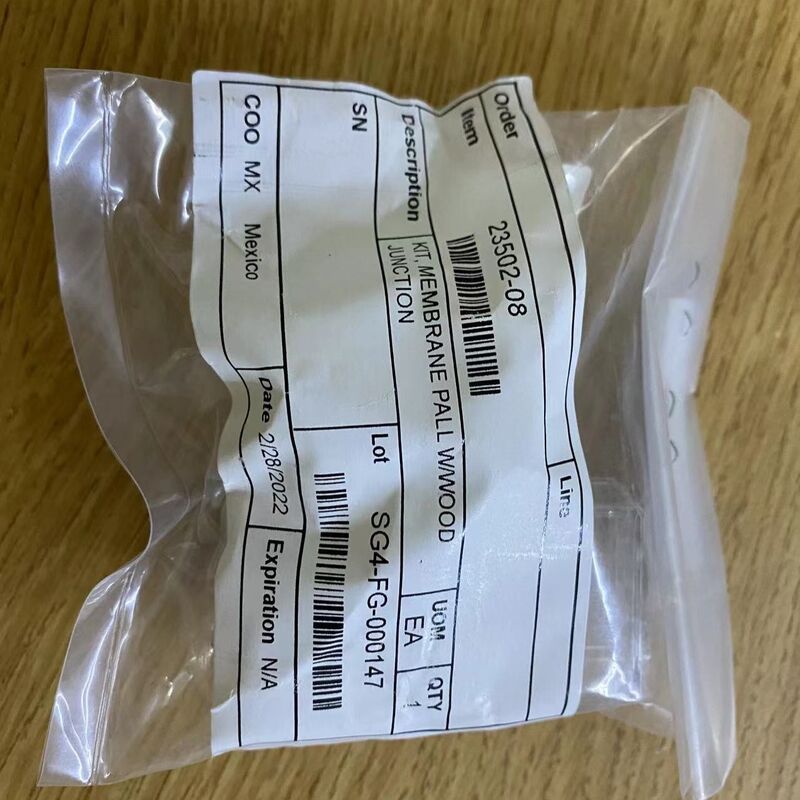 Order
Line
Item
23502-08
Description
KIT, MEMBRANE PALL W/WOOD
JUNCTION
UOM
EA
QTY
1
SN
Lot
SG4-FG-000147
COO MX Mexico
Date 2/28/2022
Expiration N/A